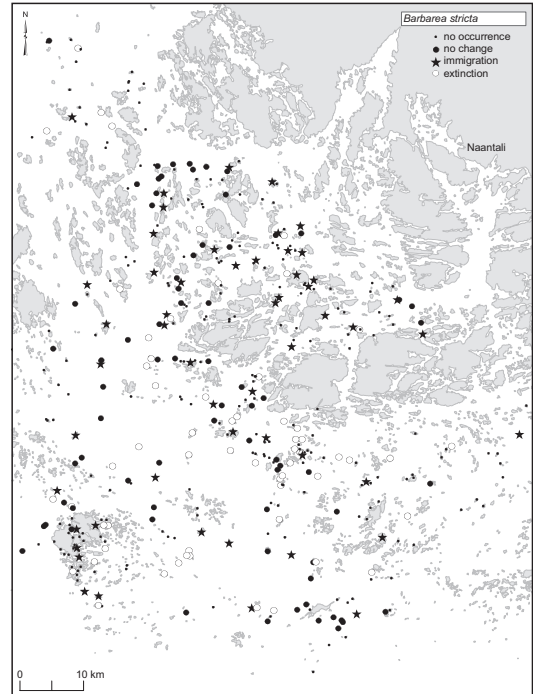 N
Barbarea stricta
no occurrence
no change
immigration
extinction
Naantali
0 10 km